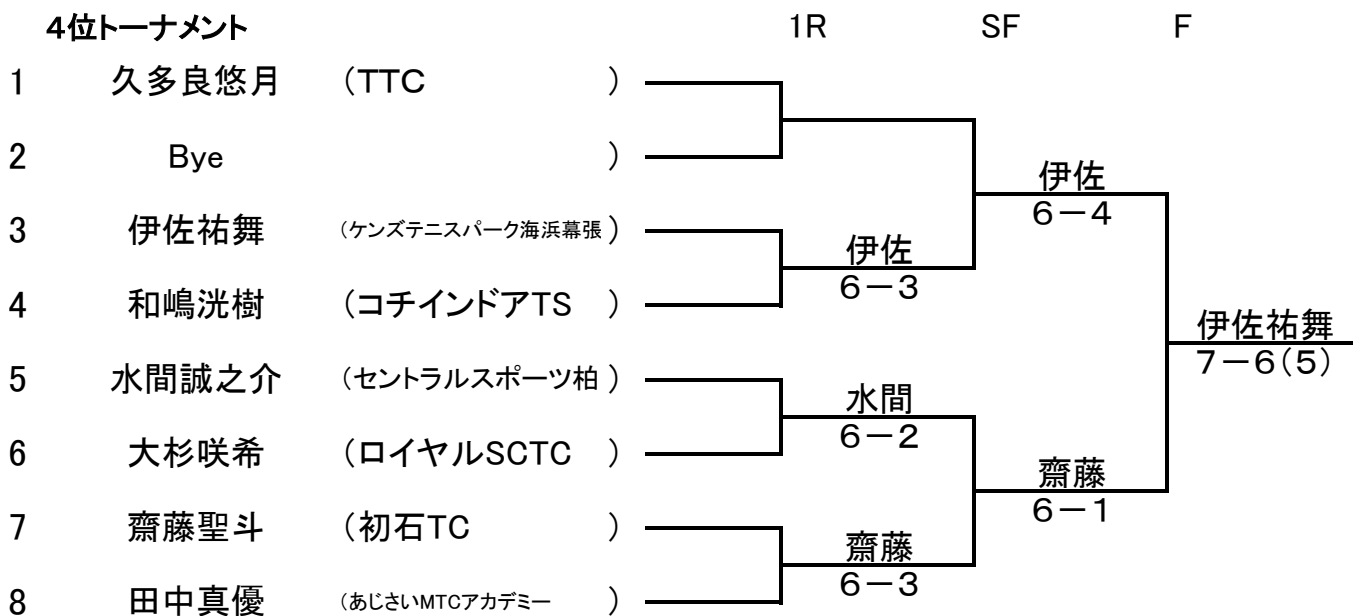 4位トーナメント 1R SF F
1 久多良悠月 (TTC )
2 Bye )
伊佐
6-4
3 伊佐祐舞 (ケンズテニスパーク海浜幕張 )
伊佐
6-3
4 和嶋洸樹 (コチインドアTS )
伊佐祐舞
7-6(5)
5 水間誠之介 (セントラルスポーツ柏 )
水間
6-2
6 大杉咲希 (ロイヤルSCTC )
齋藤
6-1
7 齋藤聖斗 (初石TC )
齋藤
6-3
8 田中真優 (あじさいMTCアカデミー )